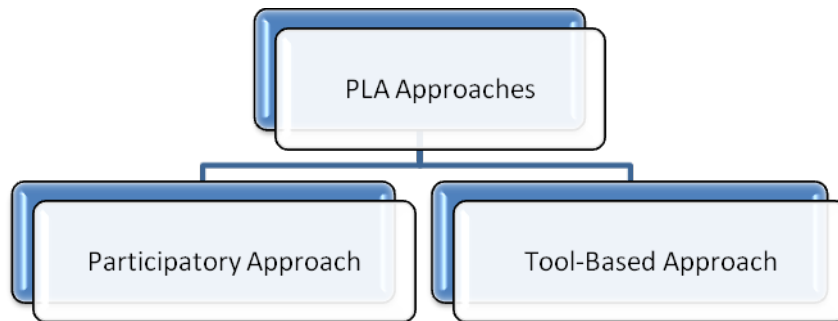 PLA Approaches
Participatory Approach
Tool-Based Approach